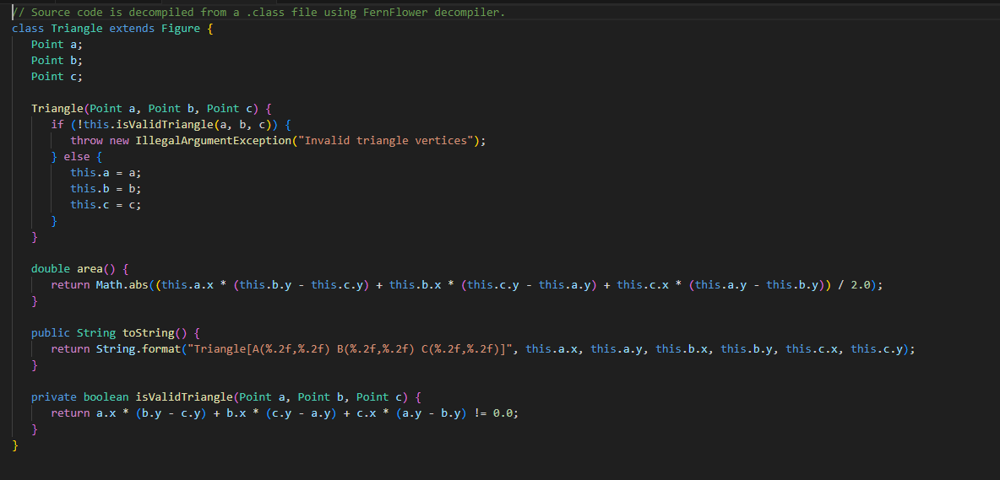 // Source code is decompiled from a .class file using FernFlower decompiler.
class Triangle extends Figure {
   Point a;
   Point b;
   Point c;

   Triangle(Point a, Point b, Point c) {
      if (!this.isValidTriangle(a, b, c)) {
         throw new IllegalArgumentException("Invalid triangle vertices");
      } else {
         this.a = a;
         this.b = b;
         this.c = c;
      }
   }

   double area() {
      return Math.abs((this.a.x * (this.b.y - this.c.y) + this.b.x * (this.c.y - this.a.y) + this.c.x * (this.a.y - this.b.y)) / 2.0);
   }

   public String toString() {
      return String.format("Triangle[A(%.2f,%.2f) B(%.2f,%.2f) C(%.2f,%.2f)]", this.a.x, this.a.y, this.b.x, this.b.y, this.c.x, this.c.y);
   }

   private boolean isValidTriangle(Point a, Point b, Point c) {
      return a.x * (b.y - c.y) + b.x * (c.y - a.y) + c.x * (a.y - b.y) != 0.0;
   }
}